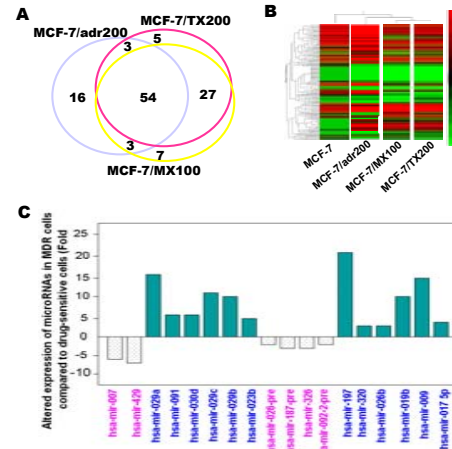 A
MCF-7/adr200
MCF-7/TX200
3
5
16
54
27
3
7
MCF-7/MX100
B
MCF-7
MCF-7/adr200
MCF-7/MX100
MCF-7/TX200
C
Altered expression of microRNAs in MDR cells
compared to drug-sensitive cells (Fold
25
20
15
10
5
0
-5
-10
hsa-mir-007
hsa-mir-429
hsa-mir-029a
hsa-mir-091
hsa-mir-030d
hsa-mir-029c
hsa-mir-029b
hsa-mir-023b
hsa-mir-028-pre
hsa-mir-187-pre
hsa-mir-326
hsa-mir-092-2-pre
hsa-mir-197
hsa-mir-320
hsa-mir-026b
hsa-mir-019b
hsa-mir-009
hsa-mir-017 5p